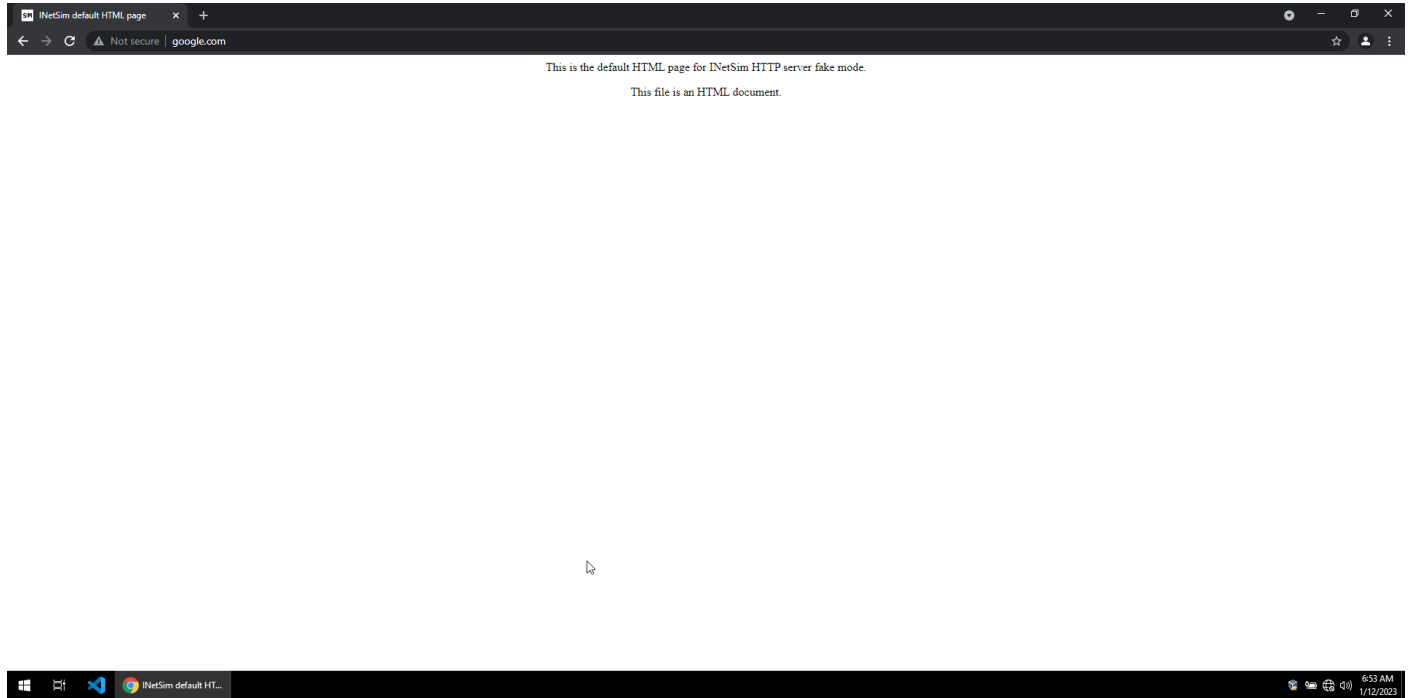 SM INetSim default HTML page
Not secure google.com
This is the default HTML page for INetSim HTTP server fake mode.
This file is an HTML document.
INetSim default HT...
6:53 AM
1/12/2023